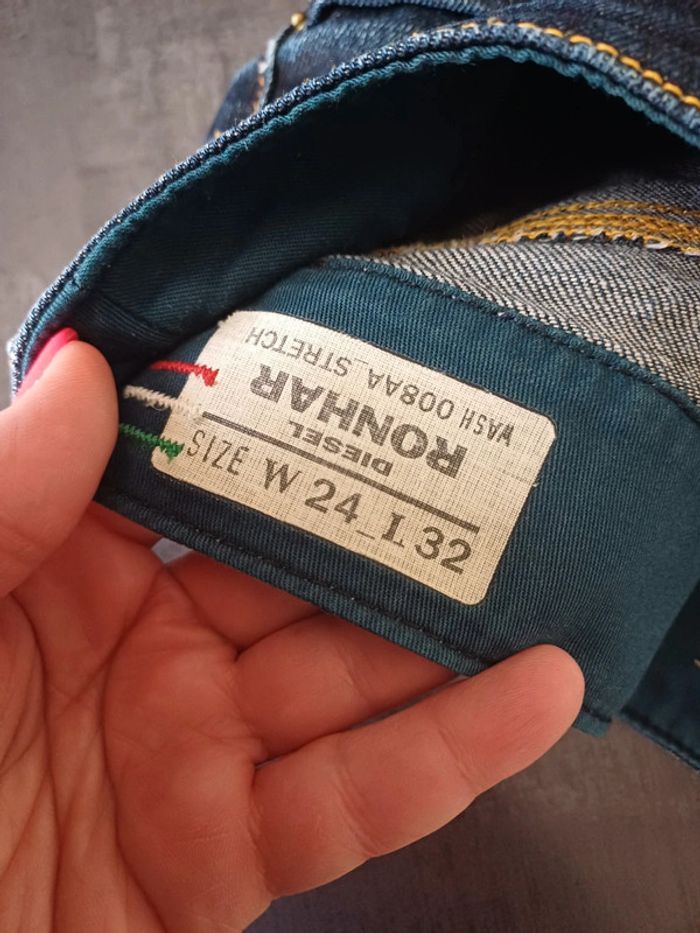 WASH 008AA_STRETCH
RONHAR
DIESEL
SIZE W 24_L 32